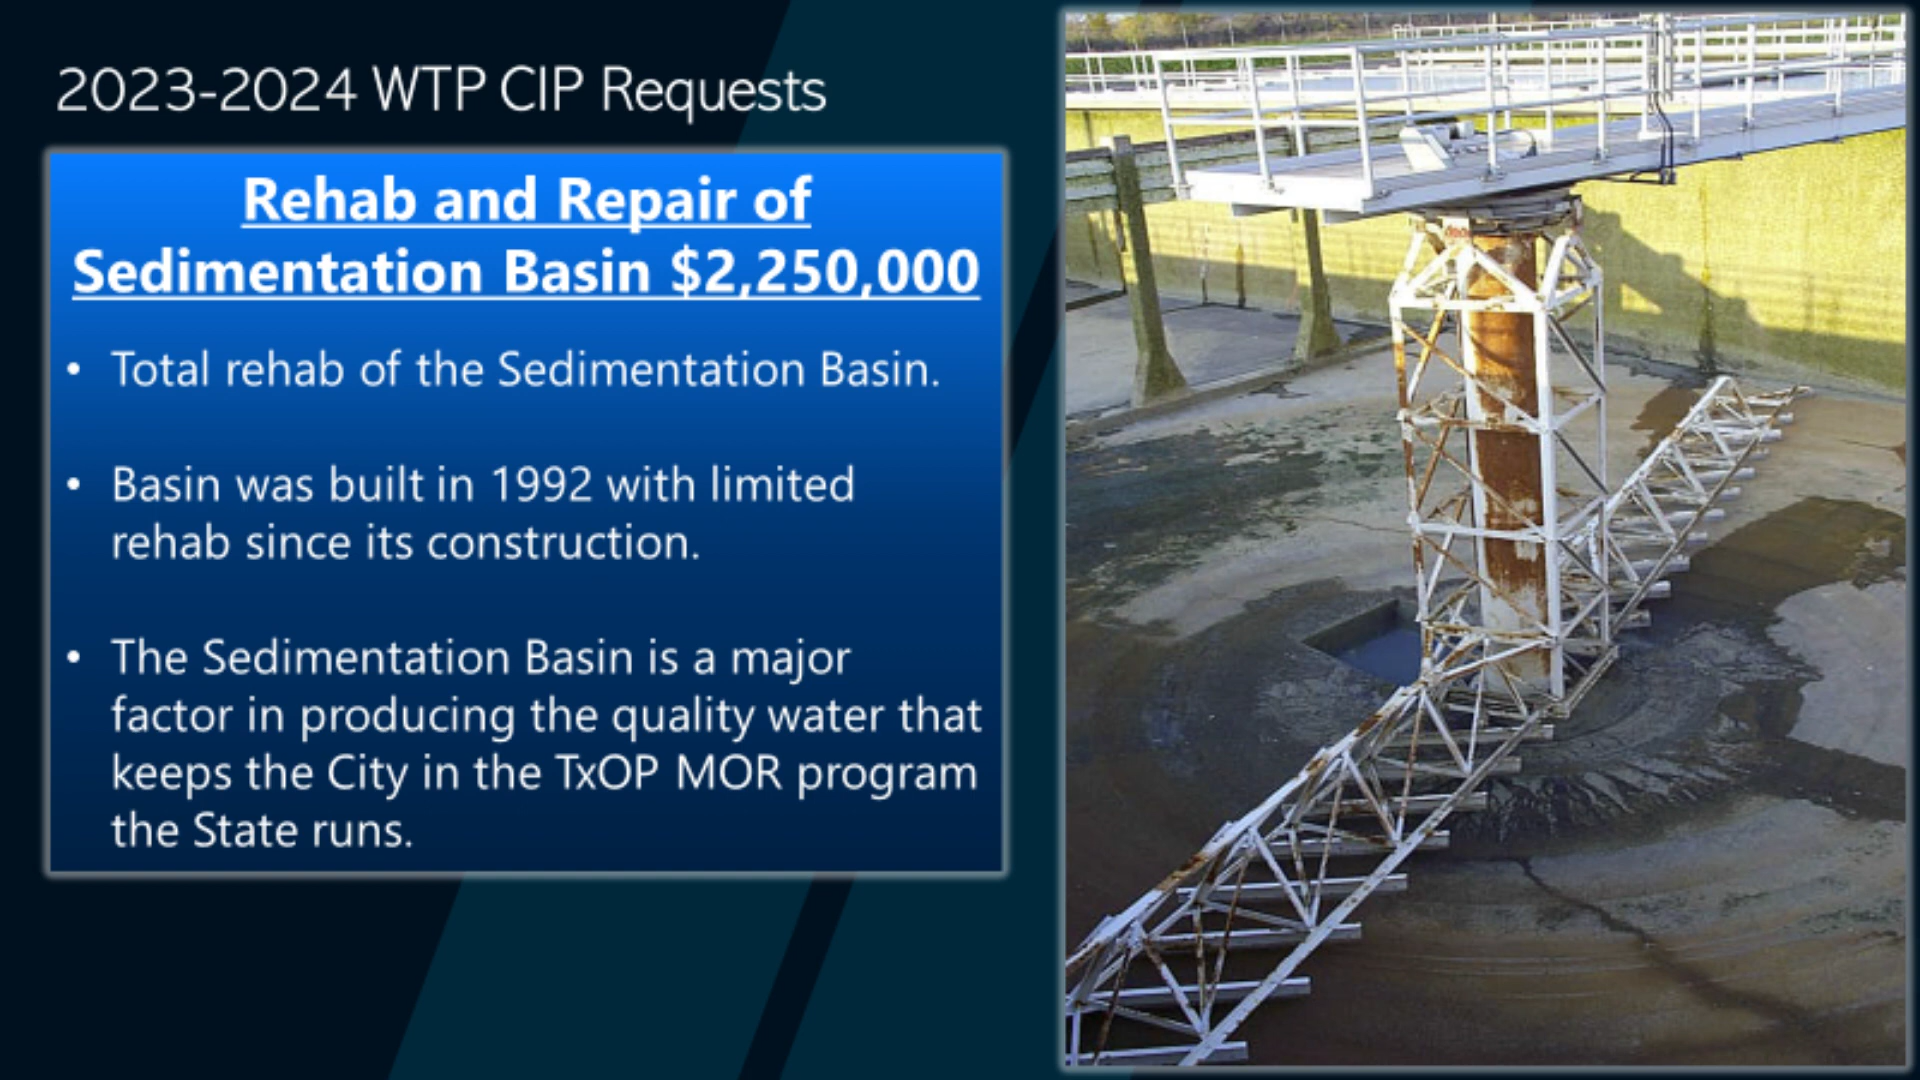 2023-2024 WTP CIP Requests
Rehab and Repair of
Sedimentation Basin $2,250,000
• Total rehab of the Sedimentation Basin.
• Basin was built in 1992 with limited
rehab since its construction.
• The Sedimentation Basin is a major
factor in producing the quality water that
keeps the City in the TxOP MOR program
the State runs.